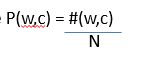 P(w,c) = #(w,c)
N